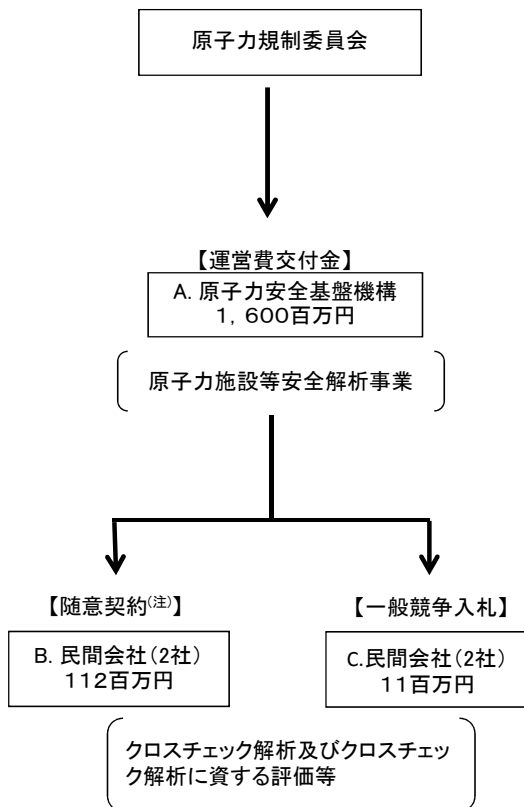 原子力規制委員会
【運営費交付金】
A. 原子力安全基盤機構
1，600百万円
原子力施設等安全解析事業
【随意契約(注)】
【一般競争入札】
B. 民間会社(2社)
112百万円
C.民間会社(2社)
11百万円
クロスチェック解析及びクロスチェッ
ク解析に資する評価等